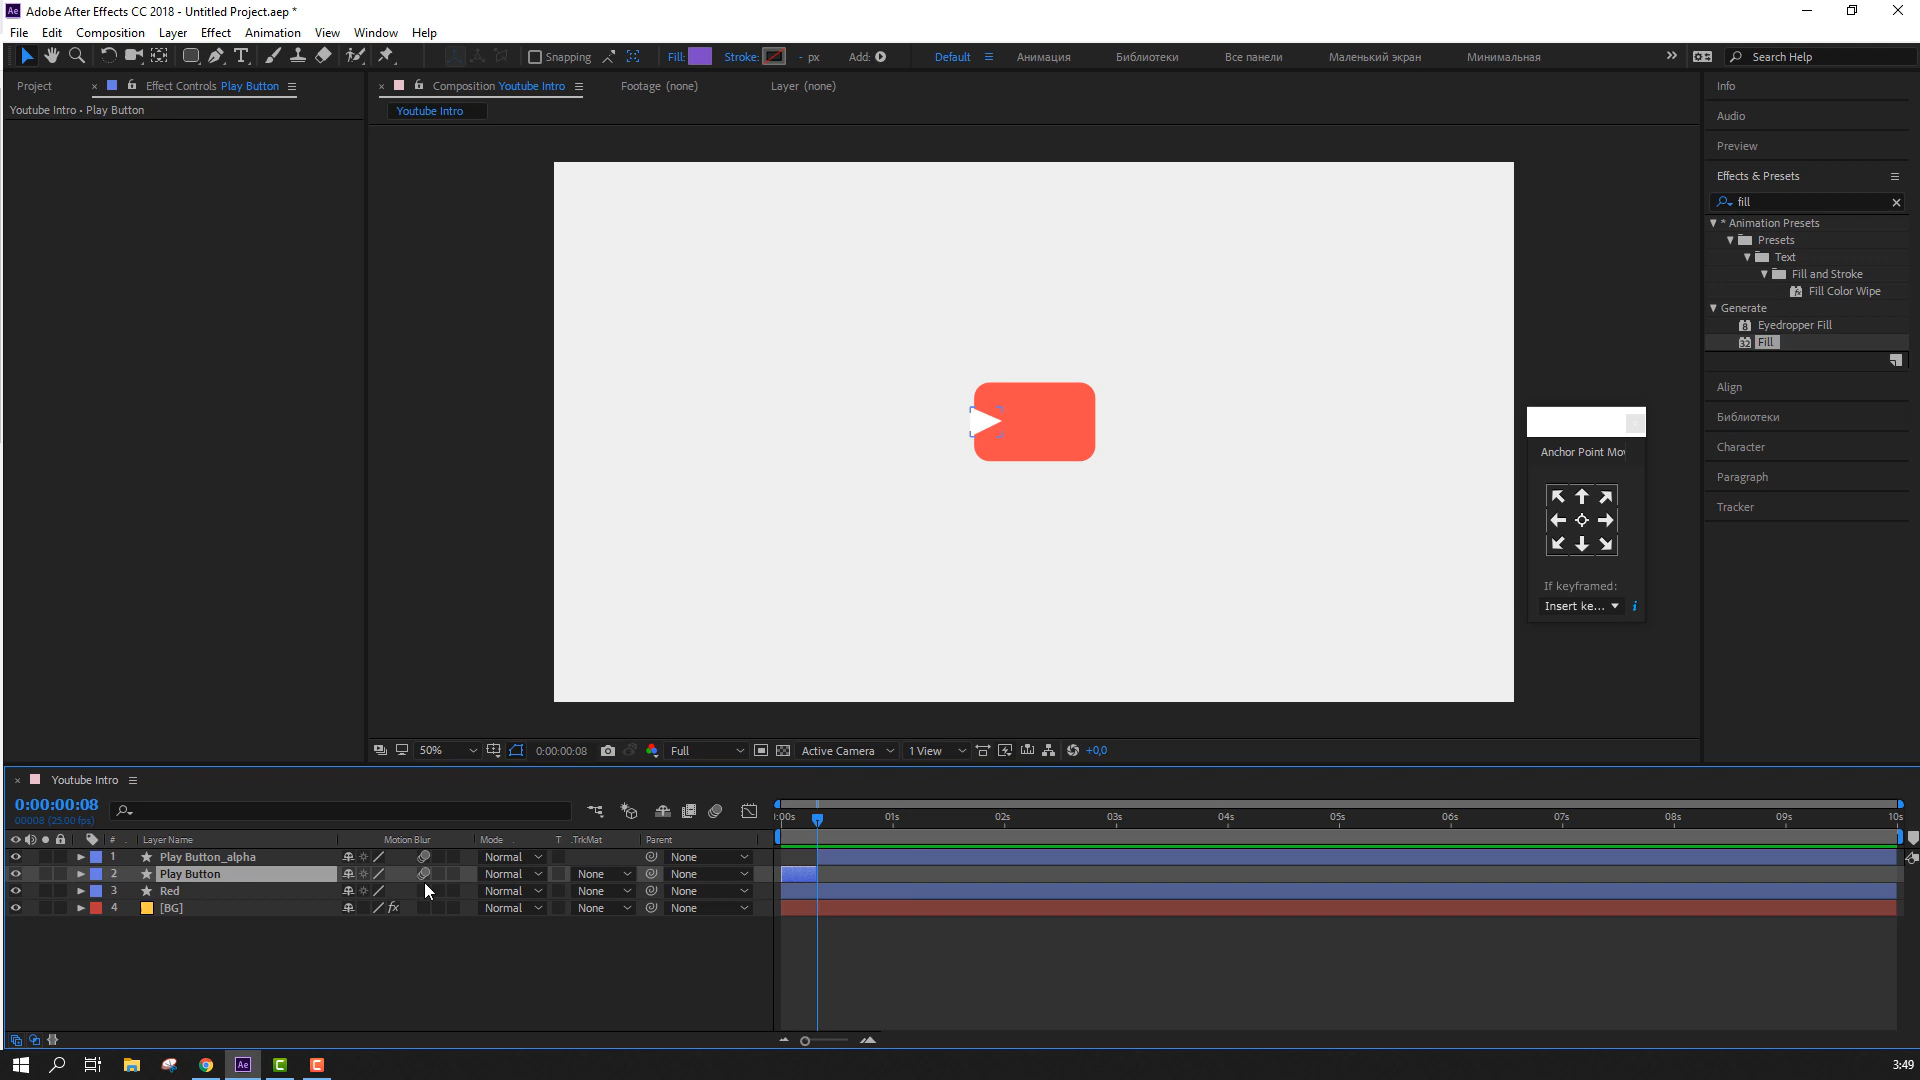 Ae Adobe After Effects CC 2018 - Untitled Project.aep *
File Edit Composition Layer Effect Animation View Window Help
Snapping Fill: Stroke: - px Add: Default Анимация Библиотеки Все панели Маленький экран Минимальная Search Help
Project Effect Controls Play Button Composition Youtube Intro Footage (none) Layer (none) Info
Youtube Intro • Play Button
Youtube Intro
Audio
Preview
Effects & Presets
fill
* Animation Presets
Presets
Text
Fill and Stroke
Fill Color Wipe
Generate
Eyedropper Fill
Fill
Align
Библиотеки
Character
Paragraph
Tracker
Anchor Point Mov
If keyframed:
Insert ke...
50% 0:00:00:08 Full Active Camera 1 View +0,0
Youtube Intro
0:00:00:08
00008 (25.00 fps)
:00s 01s 02s 03s 04s 05s 06s 07s 08s 09s 10s
# Layer Name Motion Blur Mode T .TrkMat Parent
1 Play Button_alpha Normal None
2 Play Button Normal None None
3 Red Normal None None
4 [BG] fx Normal None None
Ae 3:49